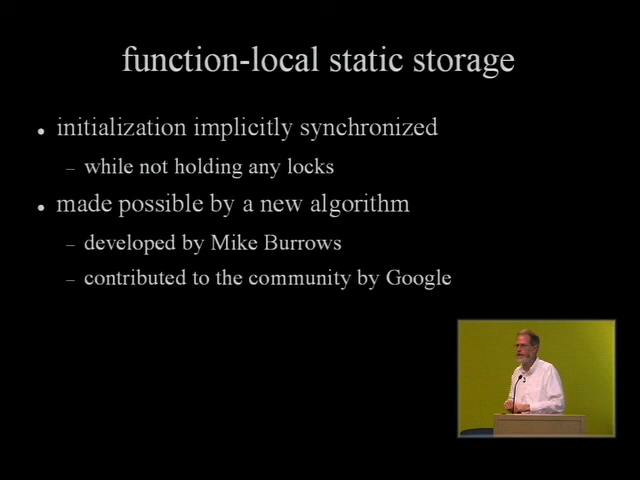 function-local static storage
• initialization implicitly synchronized
– while not holding any locks
• made possible by a new algorithm
– developed by Mike Burrows
– contributed to the community by Google